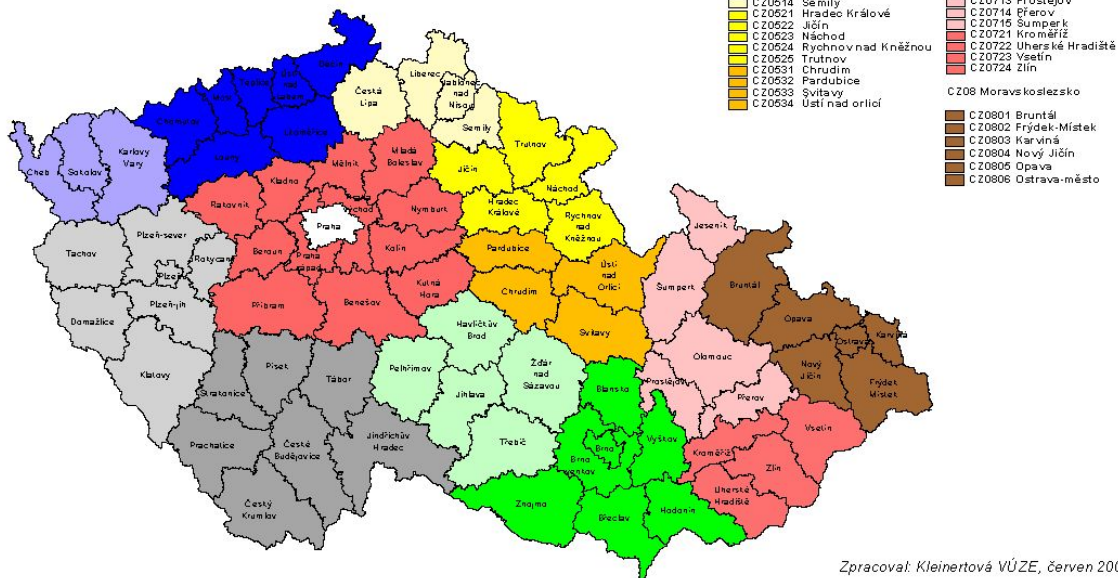 CZ0514 Semily
CZ0521 Hradec Králové
CZ0522 Jičín
CZ0523 Náchod
CZ0524 Rychnov nad Kněžnou
CZ0525 Trutnov
CZ0531 Chrudim
CZ0532 Pardubice
CZ0533 Svitavy
CZ0534 Ústí nad orlicí
CZ0713 Prostějov
CZ0714 Přerov
CZ0715 Šumperk
CZ0721 Kroměříž
CZ0722 Uherské Hradiště
CZ0723 Vsetín
CZ0724 Zlín
CZ08 Moravskoslezsko
CZ0801 Bruntál
CZ0802 Frýdek-Místek
CZ0803 Karviná
CZ0804 Nový Jičín
CZ0805 Opava
CZ0806 Ostrava-město
Liberec
Česká
Lípa
Jablonec
nad
Nisou
Semily
Trutnov
Karlovy
Vary
Cheb
Sokolov
Mělník
Mladá
Boleslav
Jičín
Náchod
Kladno
Rakovník
Nymburk
Hradec
Králové
Rychnov
nad
Kněžnou
Praha
Jeseník
Plzeň-sever
Tachov
Beroun
Praha
západ
Kolín
Pardubice
Ústí
nad
Orlicí
Plzeň
Kutná
Hora
Chrudim
Šumperk
Bruntál
Plzeň-jih
Příbram
Benešov
Domažlice
Svitavy
Opava
Ostrava
Karviná
Havlíčkův
Brod
Olomouc
Nový
Jičín
Frýdek
Místek
Klatovy
Písek
Tábor
Pelhřimov
Žďár
nad
Sázavou
Blansko
Prostějov
Přerov
Strakonice
Jihlava
Vsetín
Prachatice
České
Budějovice
Jindřichův
Hradec
Třebíč
Brno
venkov
Brno
Vyškov
Kroměříž
Zlín
Uherské
Hradiště
Český
Krumlov
Znojmo
Břeclav
Hodonín
Zpracoval: Kleinertová VÚZE, červen 200